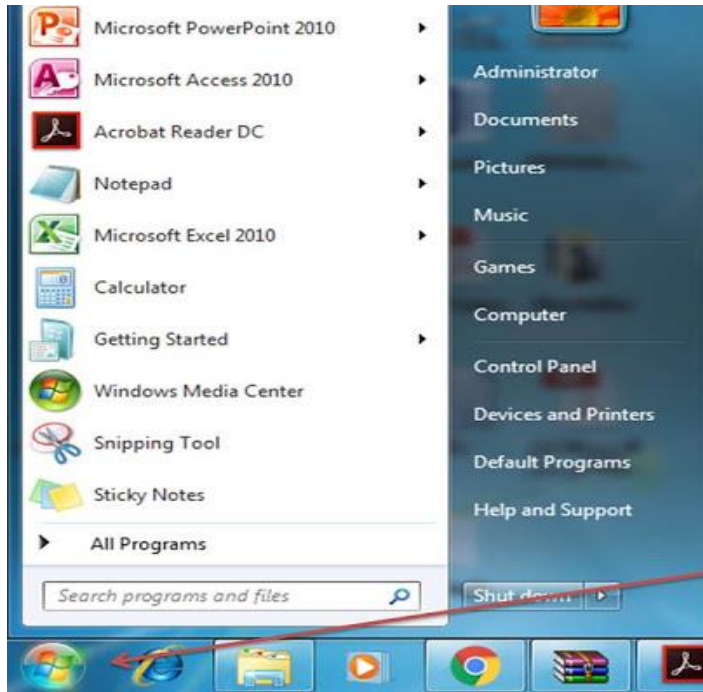 Microsoft PowerPoint 2010
Microsoft Access 2010
Acrobat Reader DC
Notepad
Microsoft Excel 2010
Calculator
Getting Started
Windows Media Center
Snipping Tool
Sticky Notes
All Programs
Search programs and files
Administrator
Documents
Pictures
Music
Games
Computer
Control Panel
Devices and Printers
Default Programs
Help and Support
Shut down